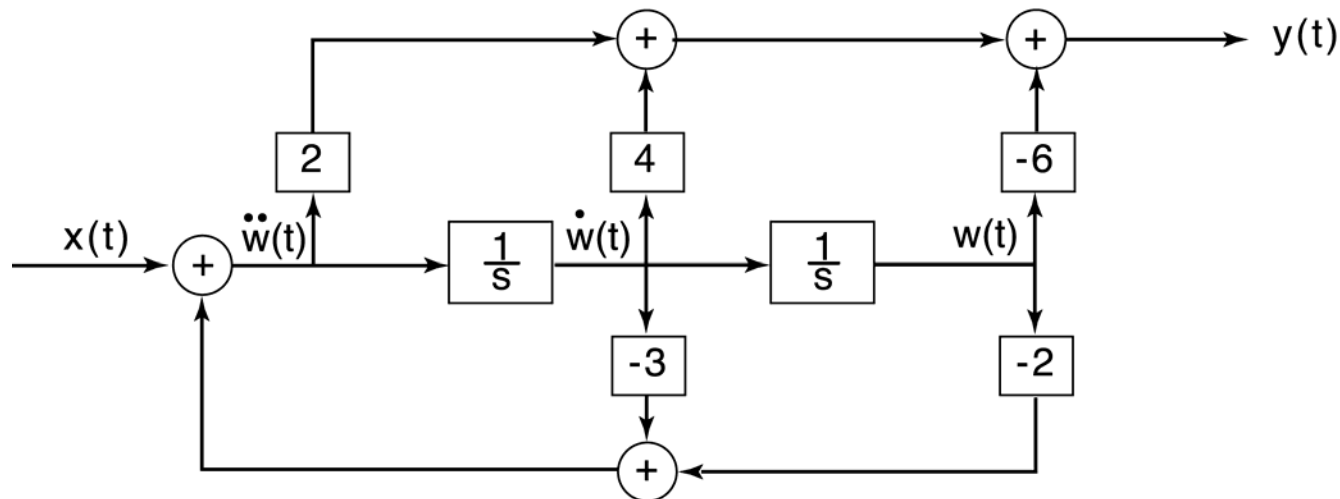 + + y(t)
2 4 -6
x(t) + ẅ(t) 1/s ẇ(t) 1/s w(t)
-3 -2
+